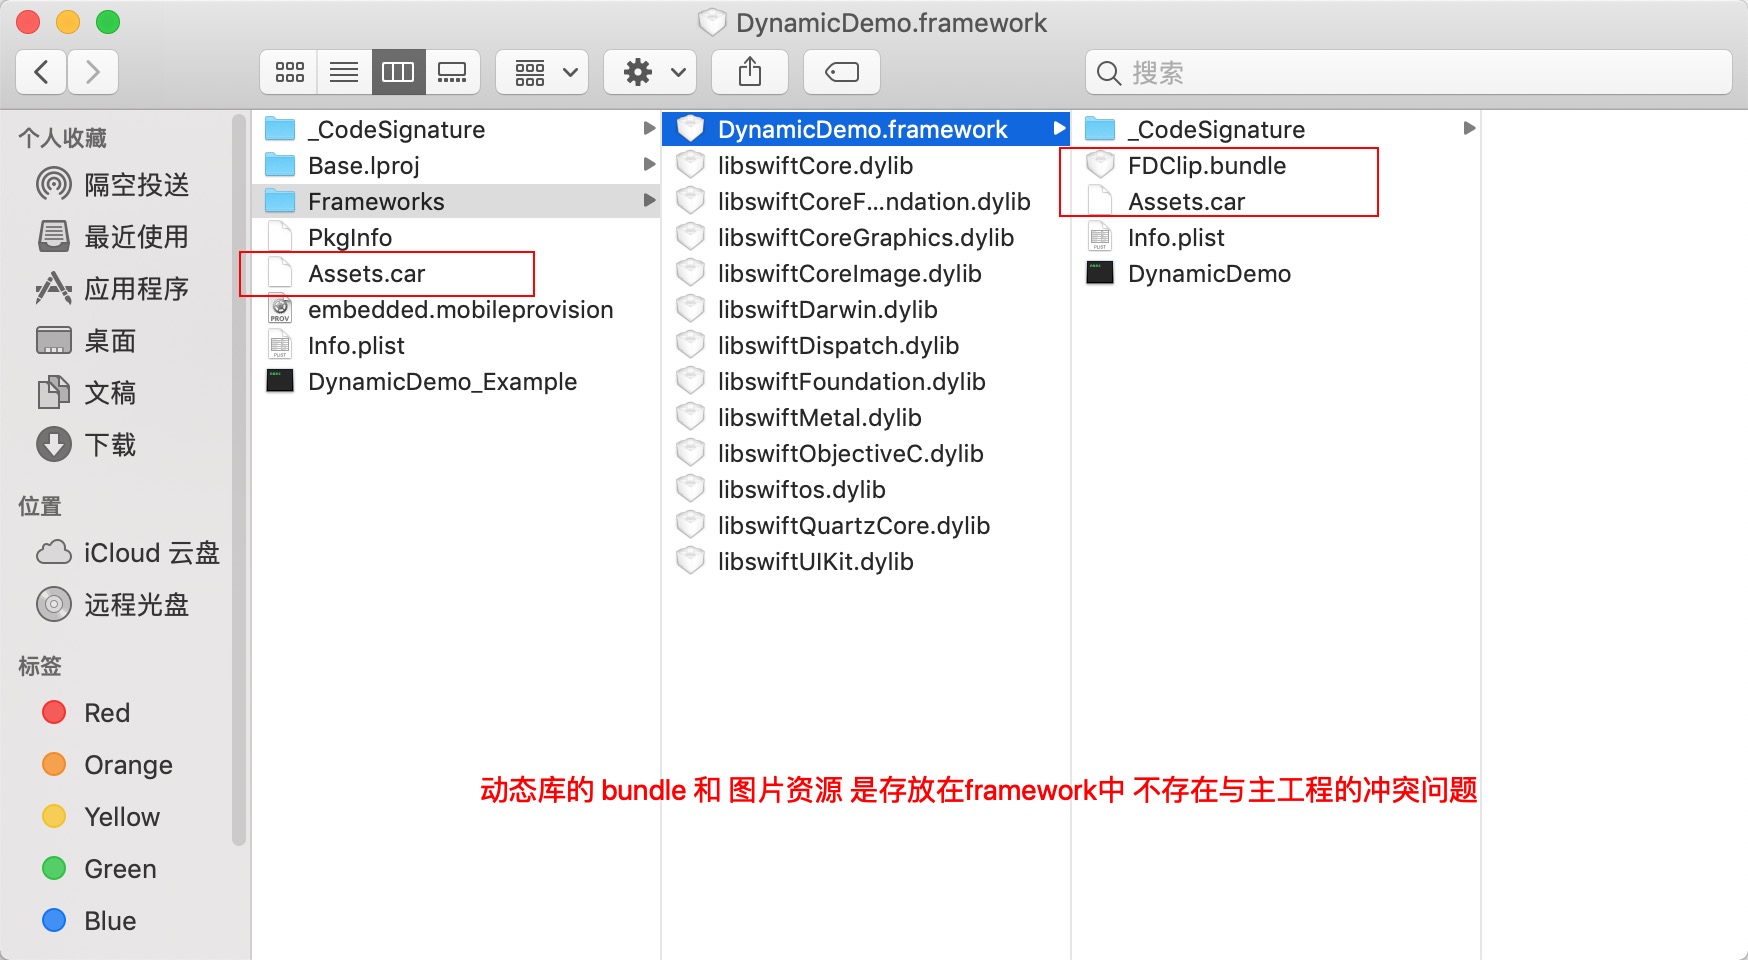 DynamicDemo.framework
搜索
个人收藏
隔空投送
最近使用
应用程序
桌面
文稿
下载
位置
iCloud 云盘
远程光盘
标签
Red
Orange
Yellow
Green
Blue
_CodeSignature
Base.lproj
Frameworks
PkgInfo
Assets.car
embedded.mobileprovision
Info.plist
DynamicDemo_Example
DynamicDemo.framework
libswiftCore.dylib
libswiftCoreF...ndation.dylib
libswiftCoreGraphics.dylib
libswiftCoreImage.dylib
libswiftDarwin.dylib
libswiftDispatch.dylib
libswiftFoundation.dylib
libswiftMetal.dylib
libswiftObjectiveC.dylib
libswiftos.dylib
libswiftQuartzCore.dylib
libswiftUIKit.dylib
_CodeSignature
FDClip.bundle
Assets.car
Info.plist
DynamicDemo
动态库的 bundle 和 图片资源 是存放在framework中 不存在与主工程的冲突问题